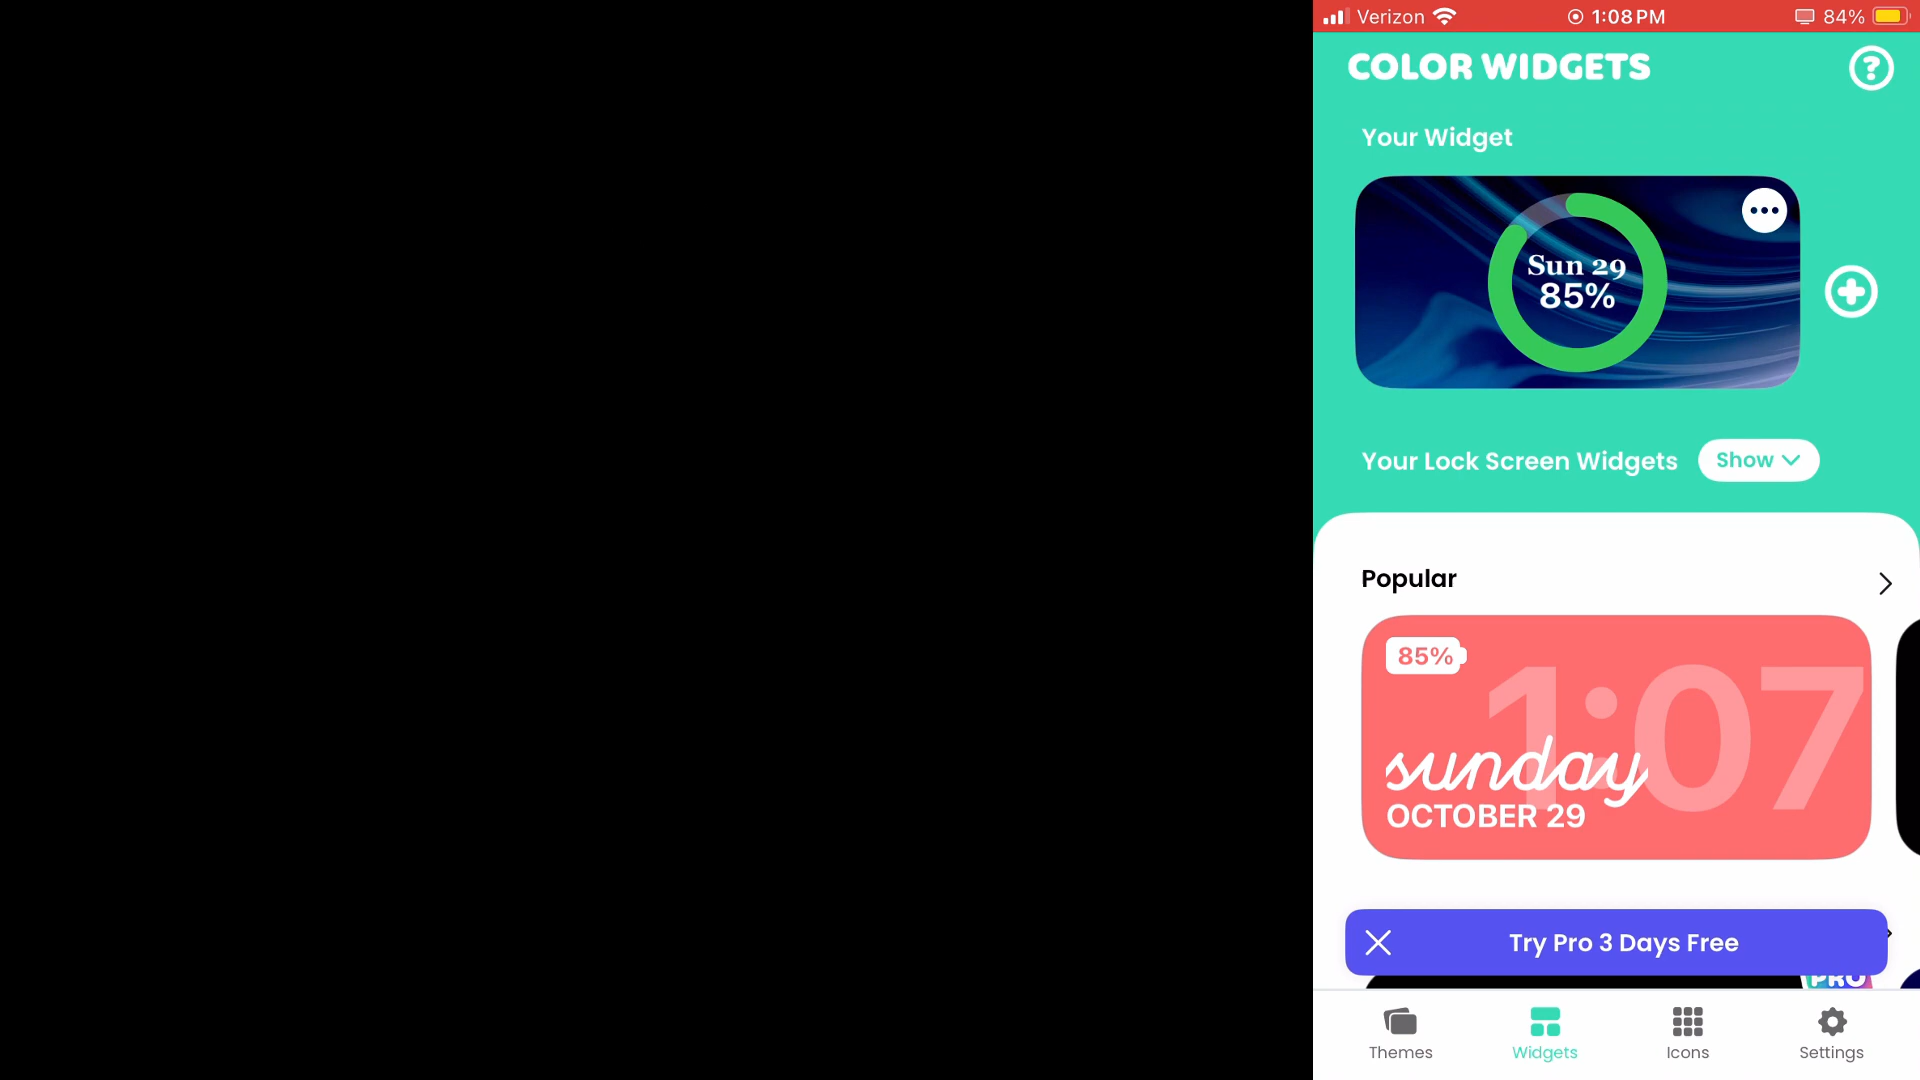 Verizon 1:08 PM 84%
COLOR WIDGETS ?
Your Widget
Sun 29
85%
Your Lock Screen Widgets Show
Popular
85%
1:07
sunday
OCTOBER 29
Try Pro 3 Days Free
PRO
Themes Widgets Icons Settings